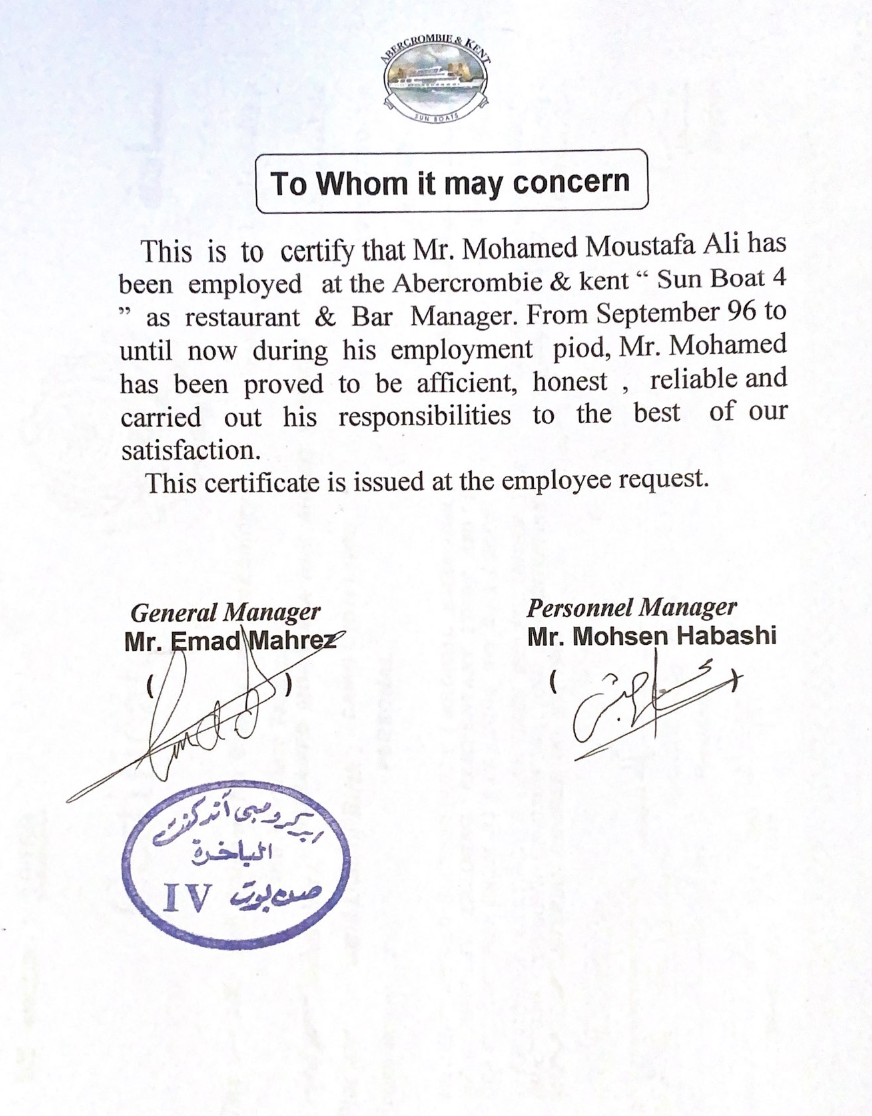 ABERCROMBIE & KENT
SUN BOATS
To Whom it may concern
This is to certify that Mr. Mohamed Moustafa Ali has
been employed at the Abercrombie & kent “ Sun Boat 4
” as restaurant & Bar Manager. From September 96 to
until now during his employment piod, Mr. Mohamed
has been proved to be afficient, honest , reliable and
carried out his responsibilities to the best of our
satisfaction.
This certificate is issued at the employee request.
General Manager Personnel Manager
Mr. Emad Mahrez Mr. Mohsen Habashi
( ) ( )
ابركرومبى أند كنت
الباخرة
صن بوت IV